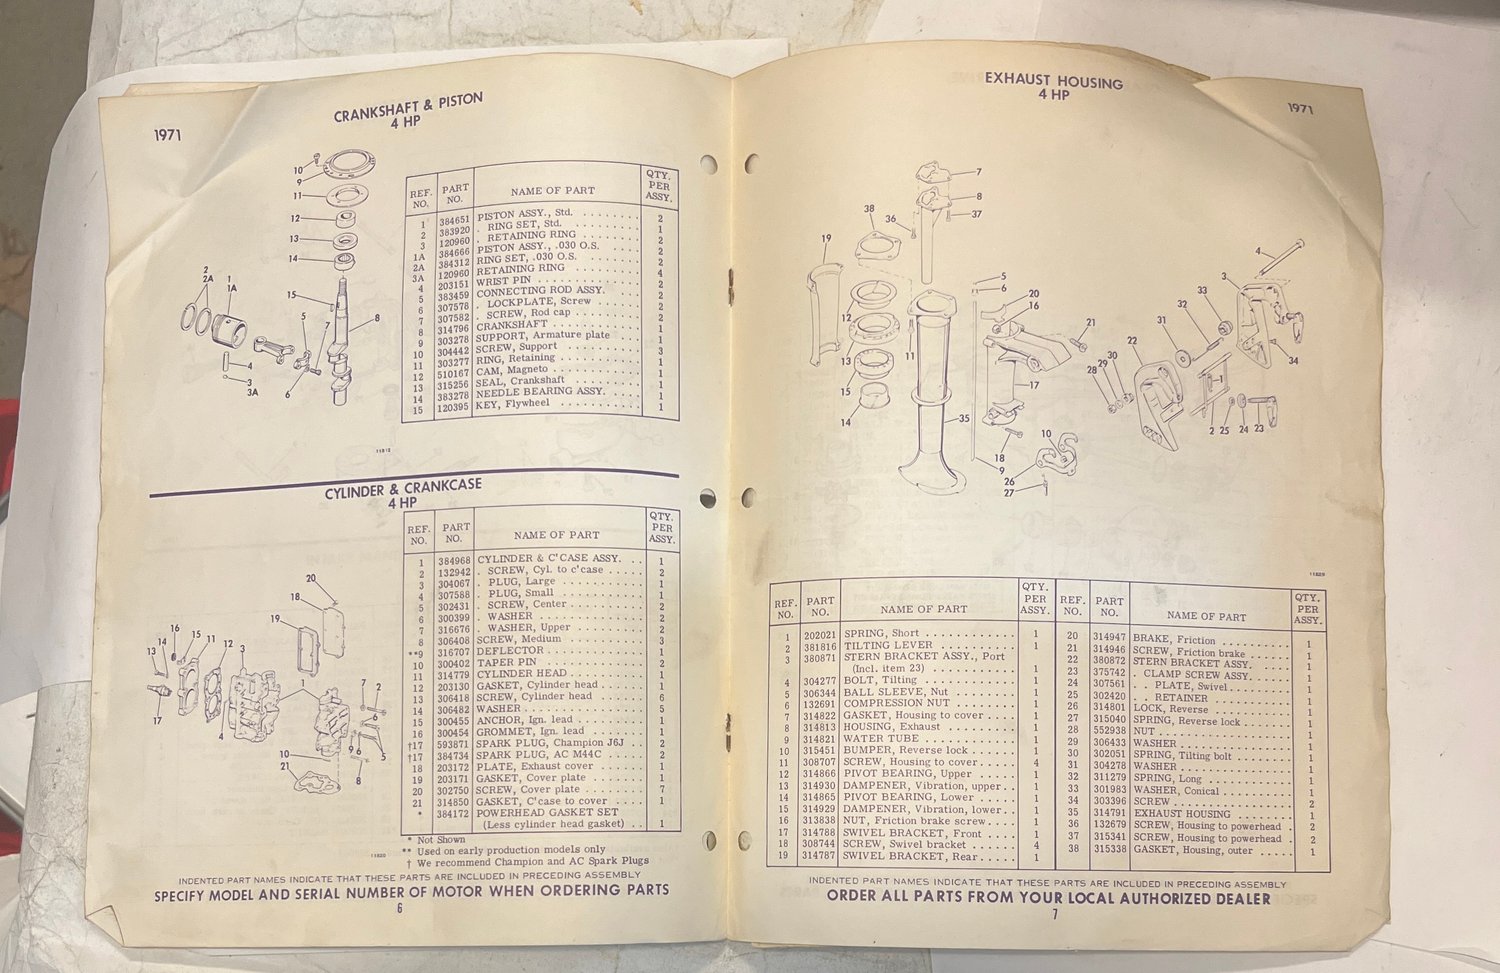 1971
CRANKSHAFT & PISTON
4 HP
REF. NO. PART NO. NAME OF PART QTY. PER ASSY.
1 384651 PISTON ASSY., Std. 2
2 383920 . RING SET, Std. 1
3 120960 . RETAINING RING 2
1A 384666 PISTON ASSY., .030 O.S. 2
2A 384312 RING SET, .030 O.S. 2
3A 120960 RETAINING RING 4
4 203151 WRIST PIN 2
5 383459 CONNECTING ROD ASSY. 2
6 307578 . LOCKPLATE, Screw 2
7 307582 . SCREW, Rod cap 2
8 314796 CRANKSHAFT 1
9 303278 SUPPORT, Armature plate 1
10 304442 SCREW, Support 3
11 303277 RING, Retaining 1
12 510167 CAM, Magneto 1
13 315256 SEAL, Crankshaft 1
14 383278 NEEDLE BEARING ASSY. 1
15 120395 KEY, Flywheel 1
CYLINDER & CRANKCASE
4 HP
REF. NO. PART NO. NAME OF PART QTY. PER ASSY.
1 384968 CYLINDER & C'CASE ASSY. 1
2 132942 . SCREW, Cyl. to c'case 2
3 304067 . PLUG, Large 1
4 307588 . PLUG, Small 1
5 302431 . SCREW, Center 2
6 300399 . WASHER 2
7 316676 . WASHER, Upper 2
8 306408 SCREW, Medium 3
**9 316707 DEFLECTOR 1
10 300402 TAPER PIN 2
11 314779 CYLINDER HEAD 1
12 203130 GASKET, Cylinder head 1
13 306418 SCREW, Cylinder head 6
14 306482 WASHER 5
15 300455 ANCHOR, Ign. lead 1
16 300454 GROMMET, Ign. lead 1
†17 593871 SPARK PLUG, Champion J6J 2
†17 384734 SPARK PLUG, AC M44C 2
18 203172 PLATE, Exhaust cover 1
19 203171 GASKET, Cover plate 1
20 302750 SCREW, Cover plate 7
21 314850 GASKET, C'case to cover 1
* 384172 POWERHEAD GASKET SET
(Less cylinder head gasket) 1
* Not Shown
** Used on early production models only
† We recommend Champion and AC Spark Plugs
INDENTED PART NAMES INDICATE THAT THESE PARTS ARE INCLUDED IN PRECEDING ASSEMBLY
SPECIFY MODEL AND SERIAL NUMBER OF MOTOR WHEN ORDERING PARTS
6
EXHAUST HOUSING
4 HP
1971
REF. NO. PART NO. NAME OF PART QTY. PER ASSY.
1 202021 SPRING, Short 1
2 381816 TILTING LEVER 1
3 380871 STERN BRACKET ASSY., Port
(Incl. item 23) 1
4 304277 BOLT, Tilting 1
5 306344 BALL SLEEVE, Nut 1
6 132691 COMPRESSION NUT 1
7 314822 GASKET, Housing to cover 1
8 314813 HOUSING, Exhaust 1
9 314821 WATER TUBE 1
10 315451 BUMPER, Reverse lock 1
11 308707 SCREW, Housing to cover 4
12 314866 PIVOT BEARING, Upper 1
13 314930 DAMPENER, Vibration, upper 1
14 314865 PIVOT BEARING, Lower 1
15 314929 DAMPENER, Vibration, lower 1
16 313838 NUT, Friction brake screw 1
17 314788 SWIVEL BRACKET, Front 1
18 308744 SCREW, Swivel bracket 4
19 314787 SWIVEL BRACKET, Rear 1
REF. NO. PART NO. NAME OF PART QTY. PER ASSY.
20 314947 BRAKE, Friction 1
21 314946 SCREW, Friction brake 1
22 380872 STERN BRACKET ASSY. 1
23 375742 . CLAMP SCREW ASSY. 1
24 307561 . . PLATE, Swivel 1
25 302420 . . RETAINER 1
26 314801 LOCK, Reverse 1
27 315040 SPRING, Reverse lock 1
28 552938 NUT 1
29 306433 WASHER 1
30 302051 SPRING, Tilting bolt 1
31 304278 WASHER 1
32 311279 SPRING, Long 1
33 301983 WASHER, Conical 1
34 303396 SCREW 2
35 314791 EXHAUST HOUSING 1
36 132679 SCREW, Housing to powerhead 2
37 315341 SCREW, Housing to powerhead 2
38 315338 GASKET, Housing, outer 1
INDENTED PART NAMES INDICATE THAT THESE PARTS ARE INCLUDED IN PRECEDING ASSEMBLY
ORDER ALL PARTS FROM YOUR LOCAL AUTHORIZED DEALER
7